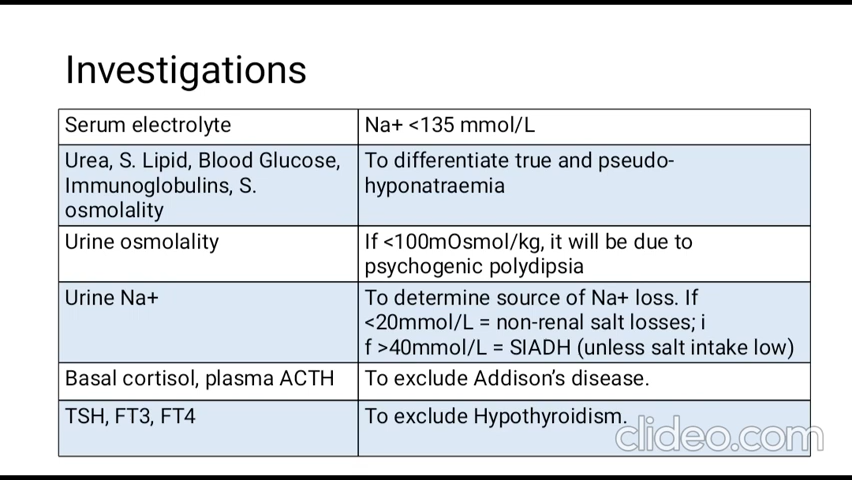 Investigations
Serum electrolyte
Na+ <135 mmol/L
Urea, S. Lipid, Blood Glucose,
Immunoglobulins, S.
osmolality
To differentiate true and pseudo-
hyponatraemia
Urine osmolality
If <100mOsmol/kg, it will be due to
psychogenic polydipsia
Urine Na+
To determine source of Na+ loss. If
<20mmol/L = non-renal salt losses; i
f >40mmol/L = SIADH (unless salt intake low)
Basal cortisol, plasma ACTH
To exclude Addison’s disease.
TSH, FT3, FT4
To exclude Hypothyroidism.
clideo.com